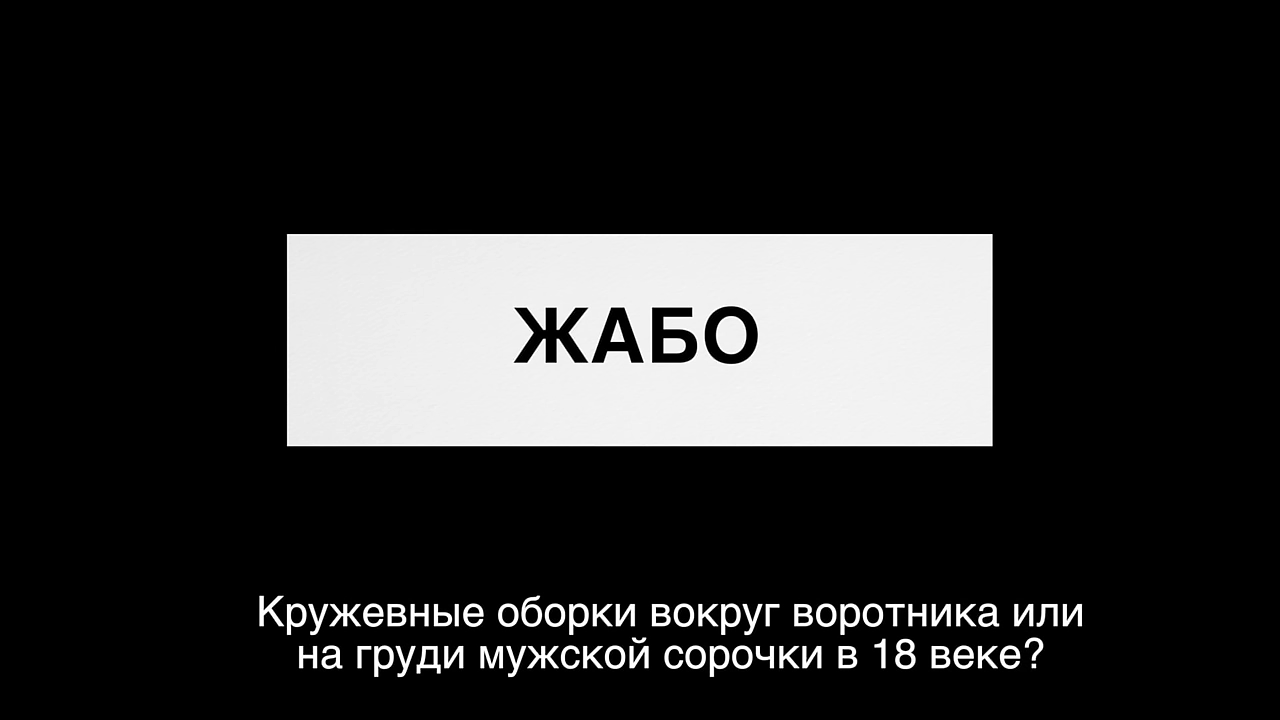 ЖАБО
Кружевные оборки вокруг воротника или
на груди мужской сорочки в 18 веке?